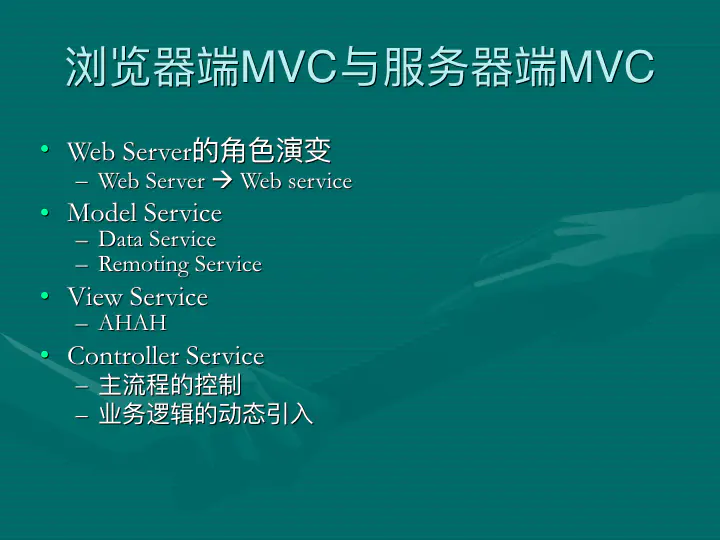 浏览器端MVC与服务器端MVC
• Web Server的角色演变
– Web Server → Web service
• Model Service
– Data Service
– Remoting Service
• View Service
– AHAH
• Controller Service
– 主流程的控制
– 业务逻辑的动态引入